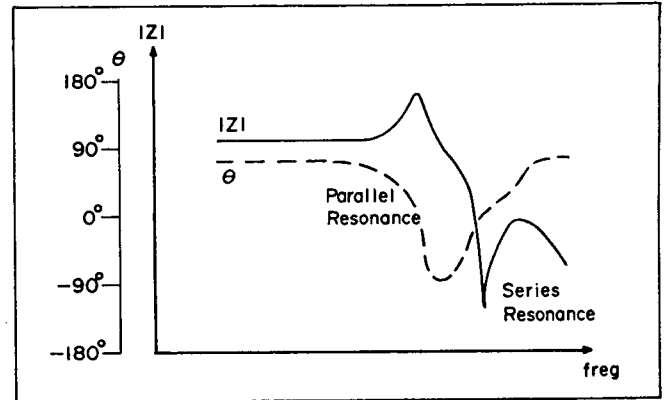 |Z|
θ
180°
90°
0°
-90°
-180°
|Z|
θ
Parallel
Resonance
Series
Resonance
freg